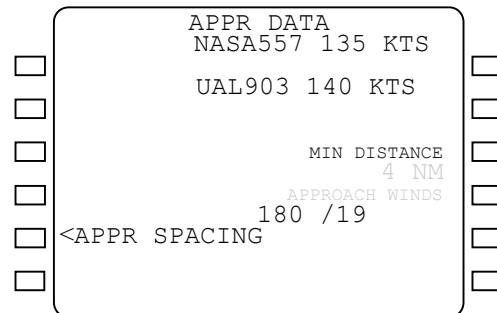 APPR DATA
NASA557 135 KTS
UAL903 140 KTS
MIN DISTANCE
4 NM
APPROACH WINDS
180 /19
<APPR SPACING